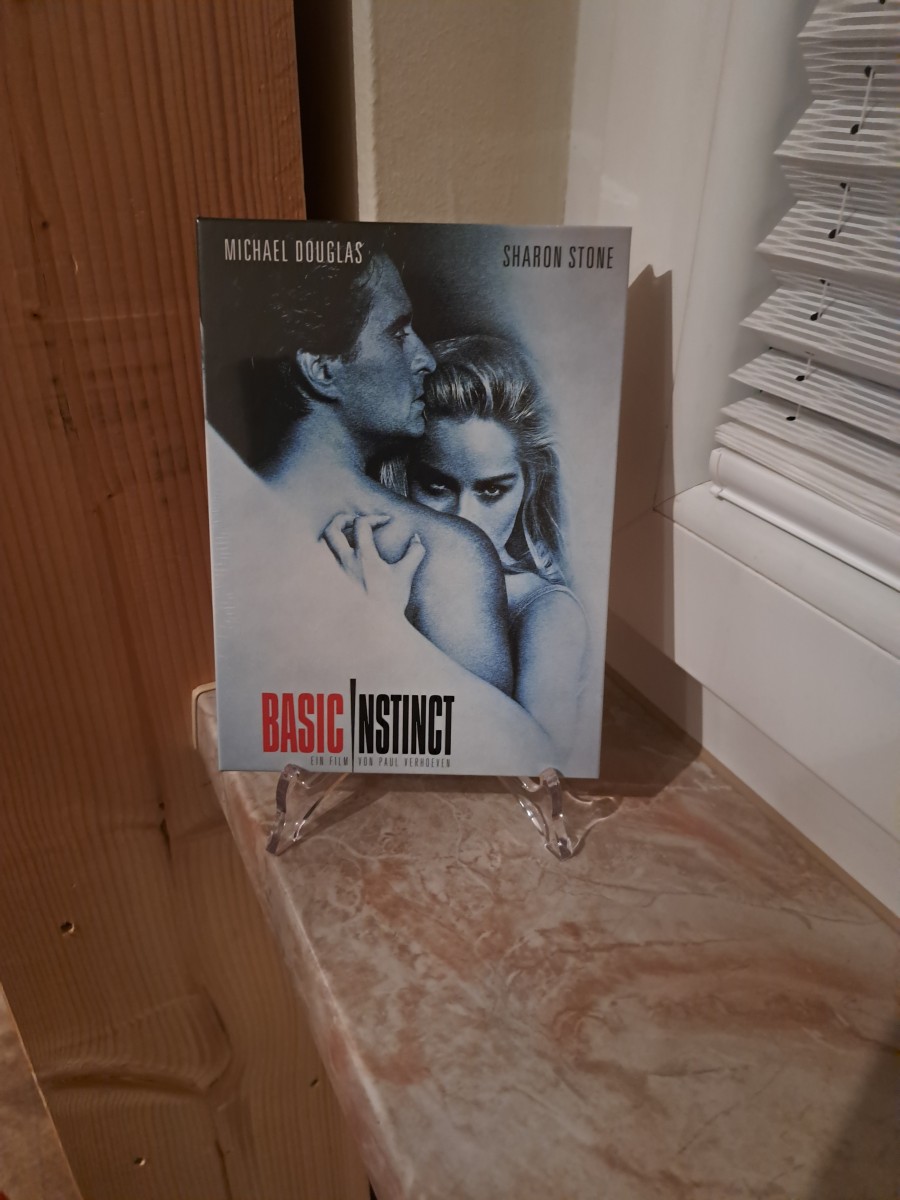 MICHAEL DOUGLAS
SHARON STONE
BASIC INSTINCT
EIN FILM VON PAUL VERHOEVEN